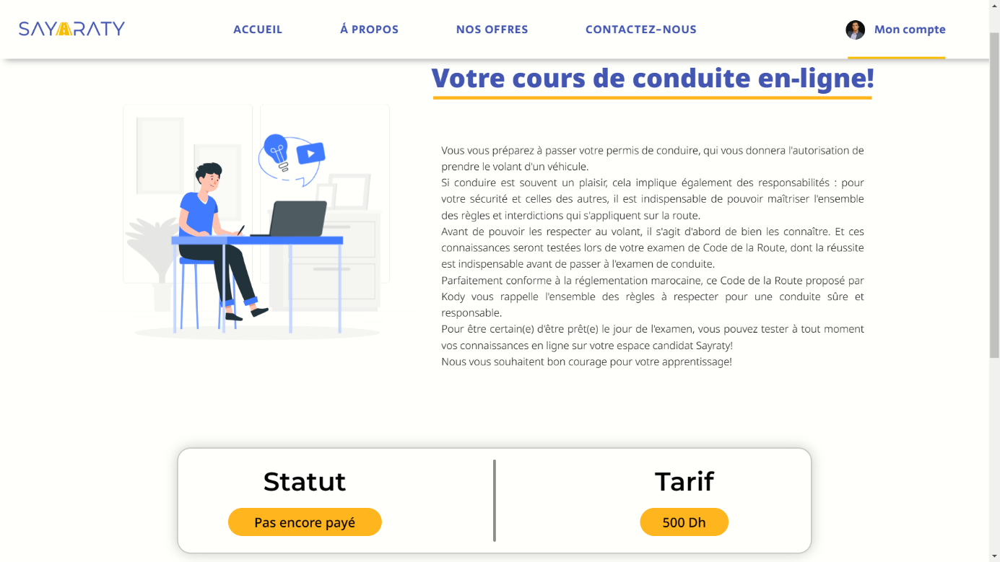 SAYARATY
ACCUEIL
Á PROPOS
NOS OFFRES
CONTACTEZ-NOUS
Mon compte
Votre cours de conduite en-ligne!
Vous vous préparez à passer votre permis de conduire, qui vous donnera l'autorisation de
prendre le volant d'un véhicule.
Si conduire est souvent un plaisir, cela implique également des responsabilités : pour
votre sécurité et celles des autres, il est indispensable de pouvoir maîtriser l'ensemble
des règles et interdictions qui s'appliquent sur la route.
Avant de pouvoir les respecter au volant, il s'agit d'abord de bien les connaître. Et ces
connaissances seront testées lors de votre examen de Code de la Route, dont la réussite
est indispensable avant de passer à l'examen de conduite.
Parfaitement conforme à la réglementation marocaine, ce Code de la Route proposé par
Kody vous rappelle l'ensemble des règles à respecter pour une conduite sûre et
responsable.
Pour être certain(e) d'être prêt(e) le jour de l'examen, vous pouvez tester à tout moment
vos connaissances en ligne sur votre espace candidat Sayraty!
Nous vous souhaitent bon courage pour votre apprentissage!
Statut
Pas encore payé
Tarif
500 Dh